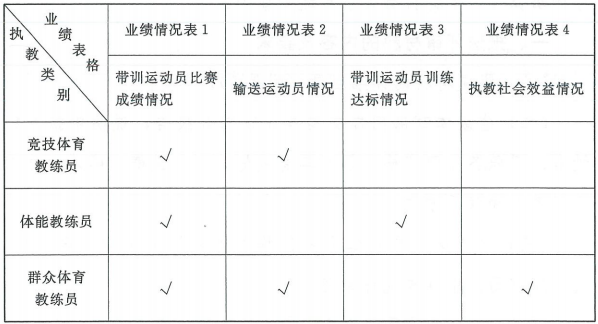 业绩表格
执教类别
业绩情况表 1
业绩情况表 2
业绩情况表 3
业绩情况表 4
带训运动员比赛
成绩情况
输送运动员情况
带训运动员训练
达标情况
执教社会效益情况
竞技体育
教练员
√
√
体能教练员
√
√
群众体育
教练员
√
√
√